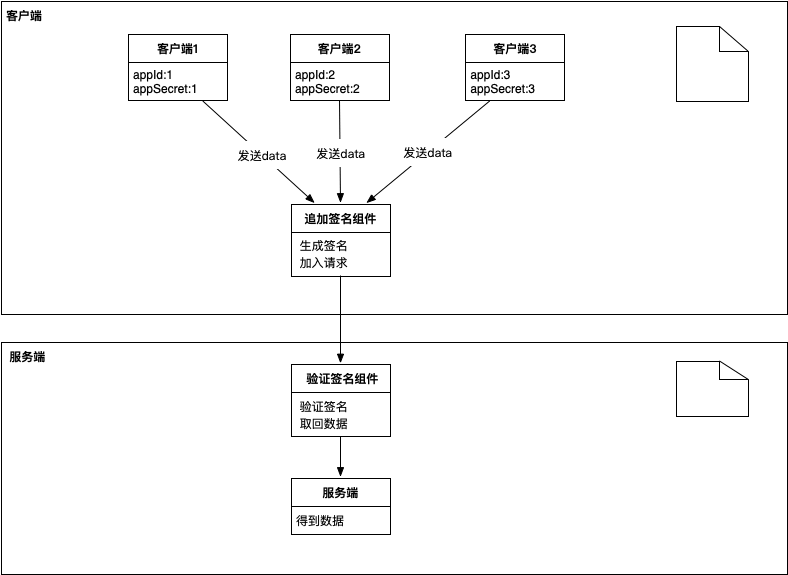 客户端
客户端1
appId:1
appSecret:1
客户端2
appId:2
appSecret:2
客户端3
appId:3
appSecret:3
发送data
发送data
发送data
追加签名组件
生成签名
加入请求
服务端
验证签名组件
验证签名
取回数据
服务端
得到数据